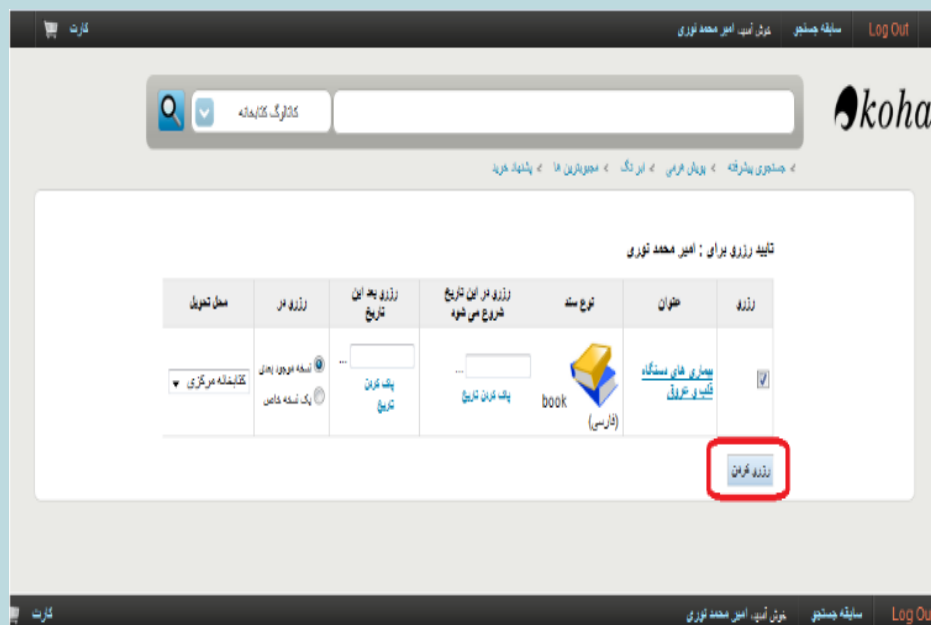 Log Out سابقه جستجو خوش آمدید، امیر محمد نوری کارت
koha
کاتالوگ کتابخانه
جستجوی پیشرفته پویش هرمی ابر تگ محبوبترین ها پیشنهاد خرید
تایید رزرو برای : امیر محمد نوری
رزرو عنوان نوع سند رزرو در این تاریخ شروع می شود رزرو بعد این تاریخ رزرو در محل تحویل
بیماری های دستگاه قلب و عروق
book
(فارسی)
... پاک کردن تاریخ
... پاک کردن تاریخ
نسخه موجود بعدی
یک نسخه خاص
کتابخانه مرکزی
رزرو کردن
Log Ou سابقه جستجو خوش آمدید، امیر محمد نوری کارت